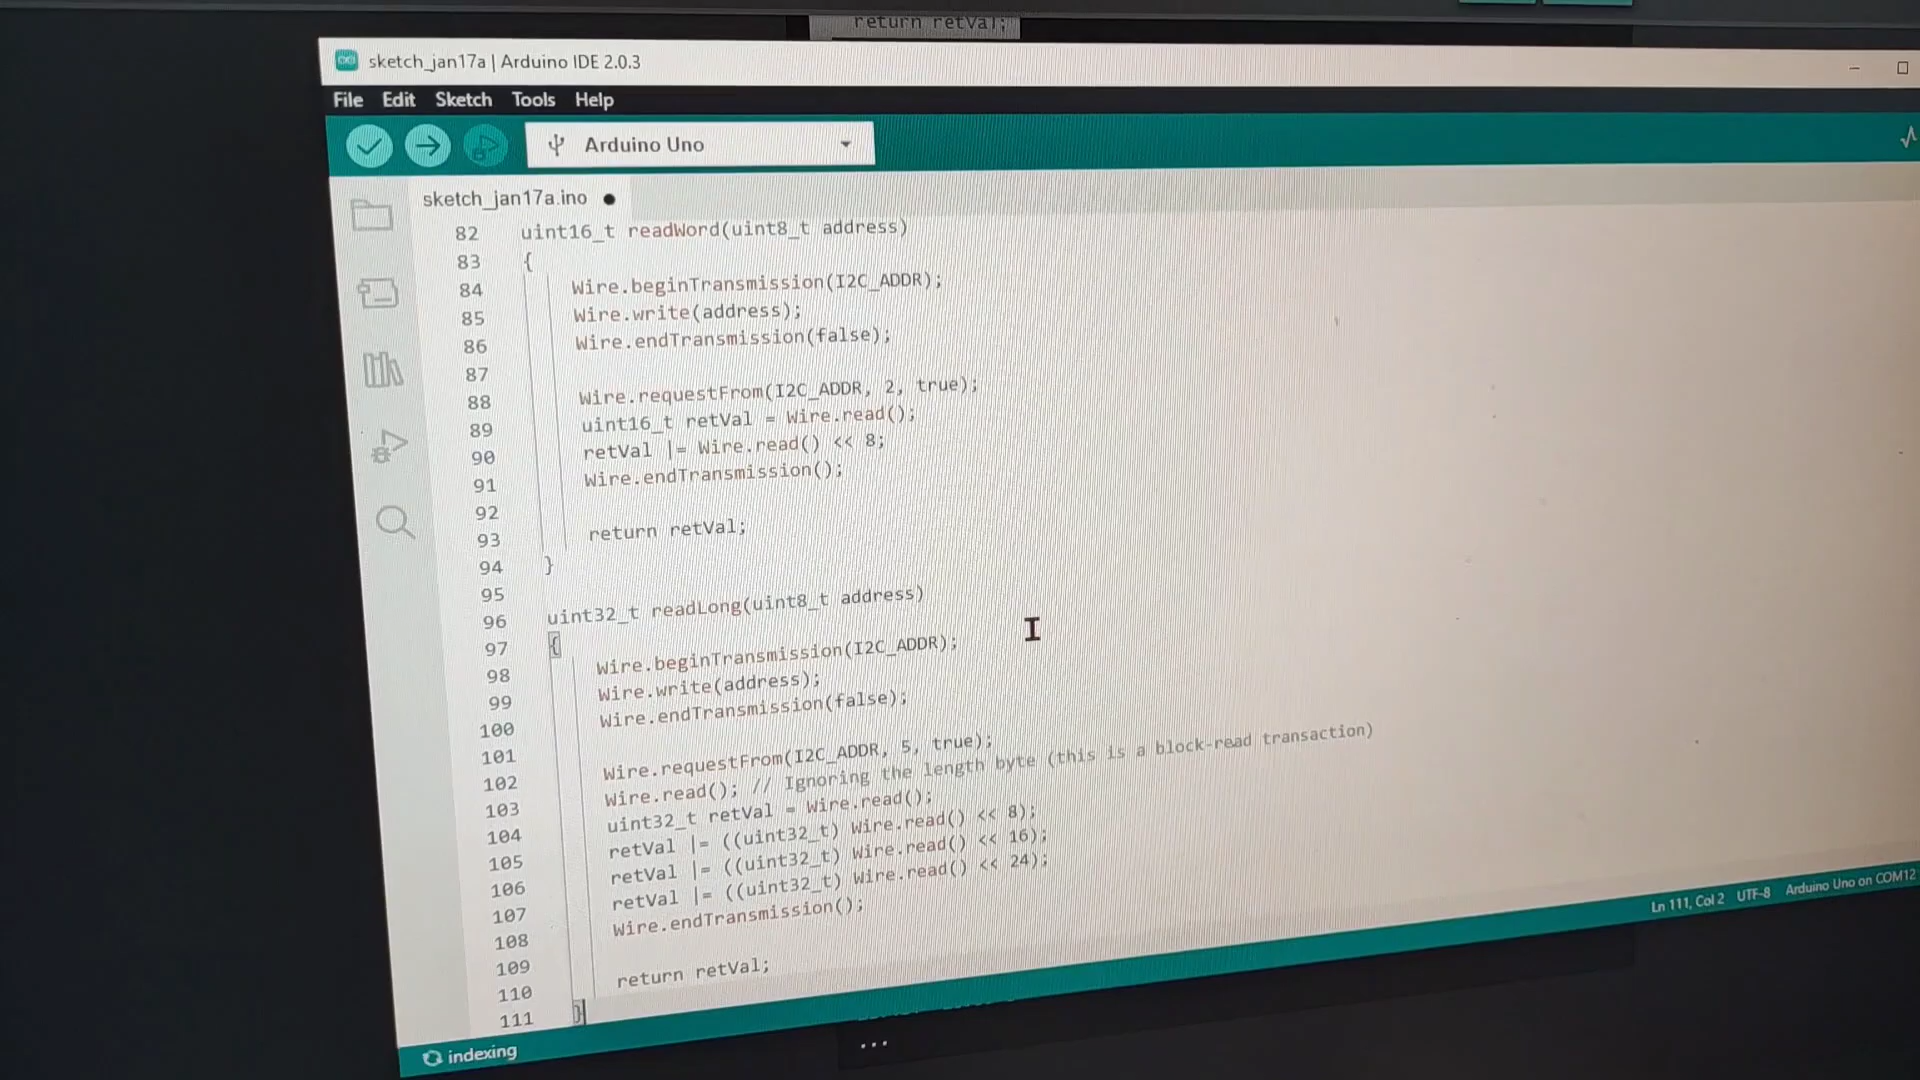 return retVal;
sketch_jan17a | Arduino IDE 2.0.3
File Edit Sketch Tools Help
Arduino Uno
sketch_jan17a.ino
82 uint16_t readWord(uint8_t address)
83 {
84 Wire.beginTransmission(I2C_ADDR);
85 Wire.write(address);
86 Wire.endTransmission(false);
87
88 Wire.requestFrom(I2C_ADDR, 2, true);
89 uint16_t retVal = Wire.read();
90 retVal |= Wire.read() << 8;
91 Wire.endTransmission();
92
93 return retVal;
94 }
95
96 uint32_t readLong(uint8_t address)
97 {
98 Wire.beginTransmission(I2C_ADDR);
99 Wire.write(address);
100 Wire.endTransmission(false);
101
102 Wire.requestFrom(I2C_ADDR, 5, true);
103 Wire.read(); // Ignoring the length byte (this is a block-read transaction)
104 uint32_t retVal = Wire.read();
105 retVal |= ((uint32_t) Wire.read() << 8);
106 retVal |= ((uint32_t) Wire.read() << 16);
107 retVal |= ((uint32_t) Wire.read() << 24);
108 Wire.endTransmission();
109
110 return retVal;
111 }
Ln 111, Col 2 UTF-8 Arduino Uno on COM12
indexing
...